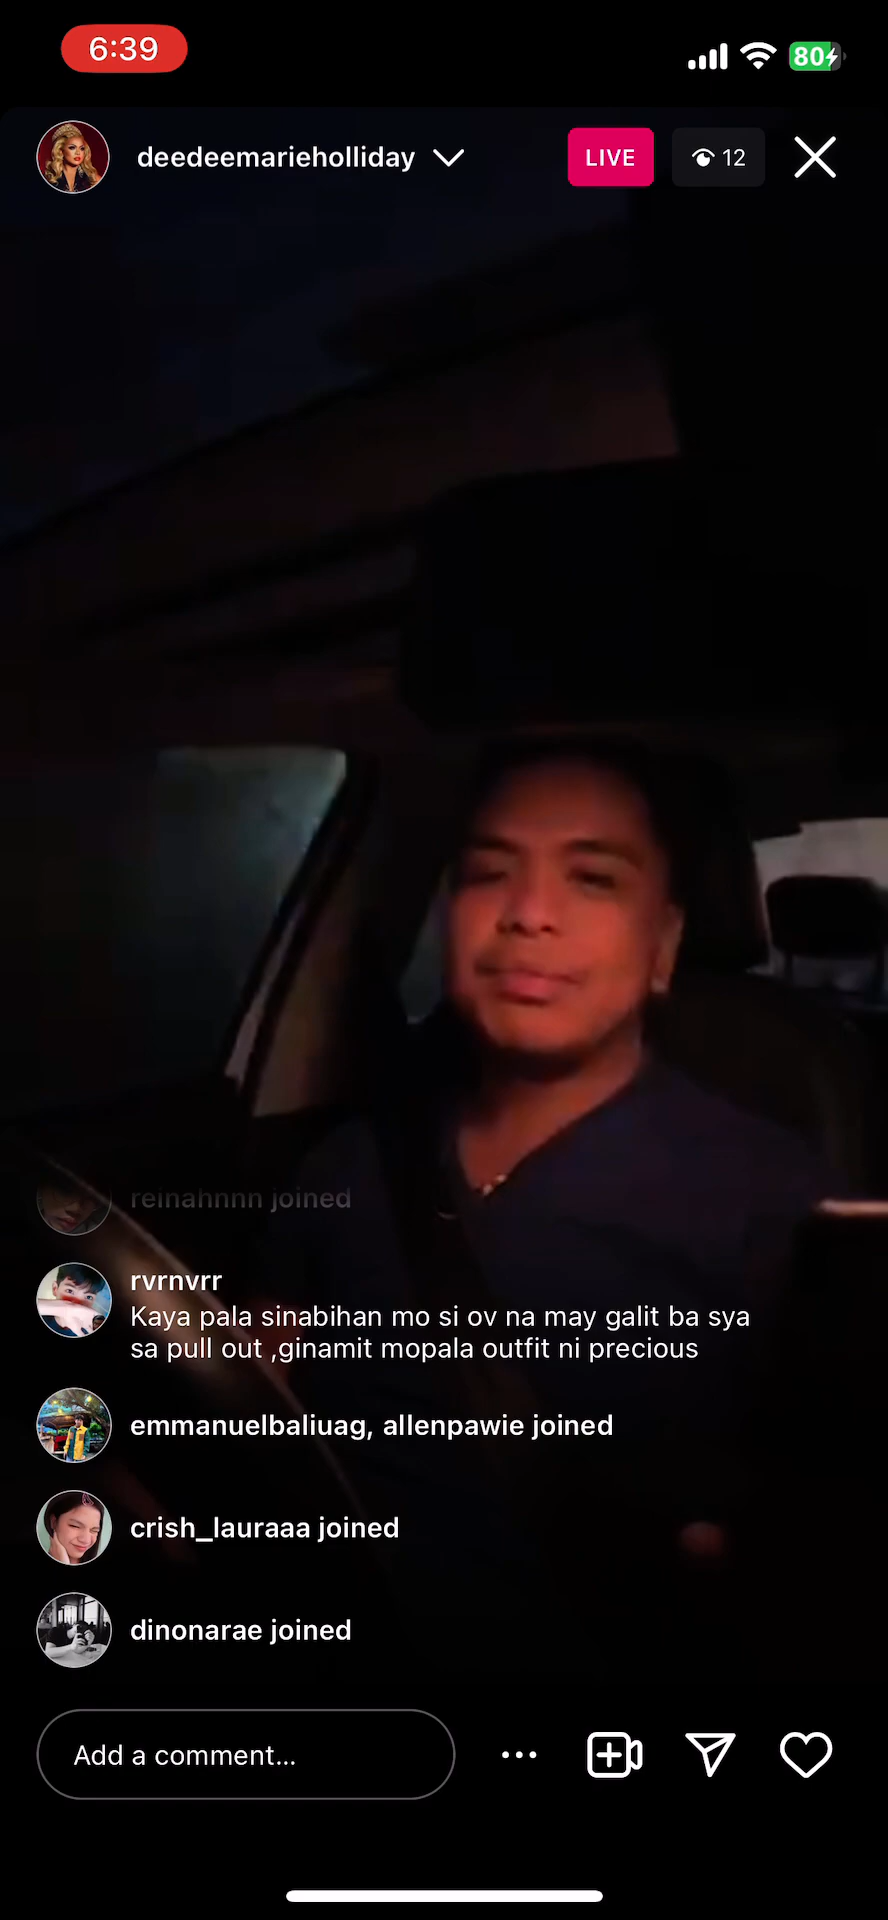 6:39
80
deedeemarieholliday
LIVE
12
reinahnnn joined
rvrnvrr
Kaya pala sinabihan mo si ov na may galit ba sya
sa pull out ,ginamit mopala outfit ni precious
emmanuelbaliuag, allenpawie joined
crish_lauraaa joined
dinonarae joined
Add a comment...